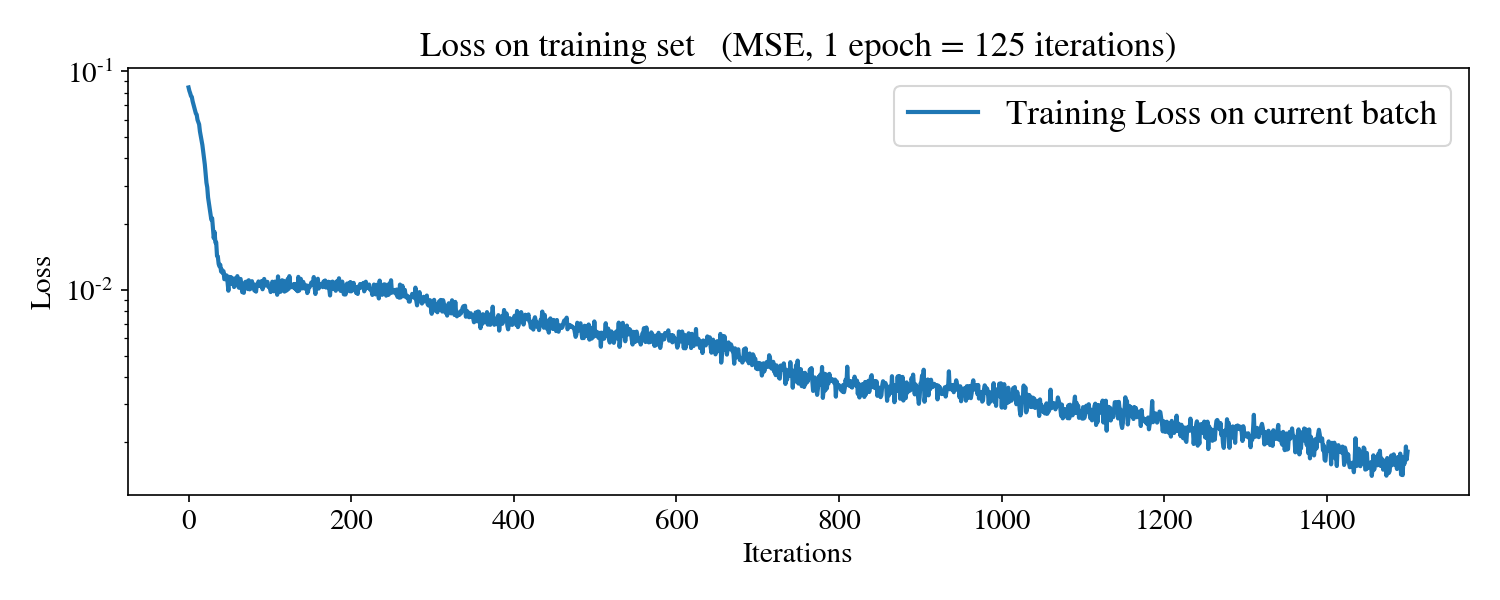 Loss on training set (MSE, 1 epoch = 125 iterations)
Training Loss on current batch
Loss
10⁻¹
10⁻²
0 200 400 600 800 1000 1200 1400
Iterations